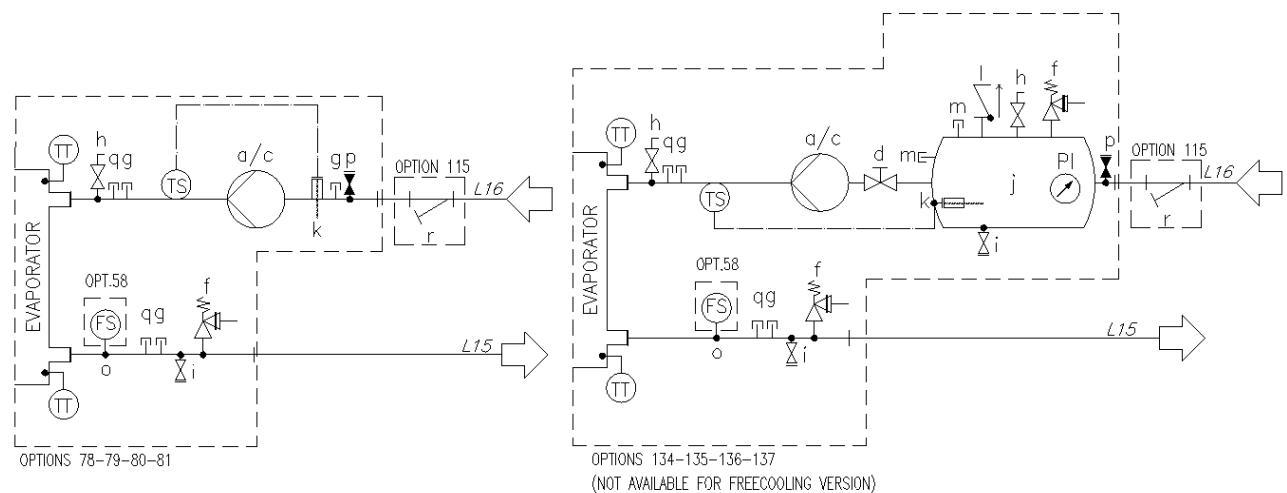 TT
h
qg
TS
a/c
k
g
p
OPTION 115
L16
r
EVAPORATOR
OPT.58
FS
o
qg
i
f
L15
TT
OPTIONS 78-79-80-81
TT
h
qg
TS
a/c
d
m
m
l
h
f
k
j
PI
i
p
OPTION 115
L16
r
EVAPORATOR
OPT.58
FS
o
qg
i
f
L15
TT
OPTIONS 134-135-136-137
(NOT AVAILABLE FOR FREECOOLING VERSION)